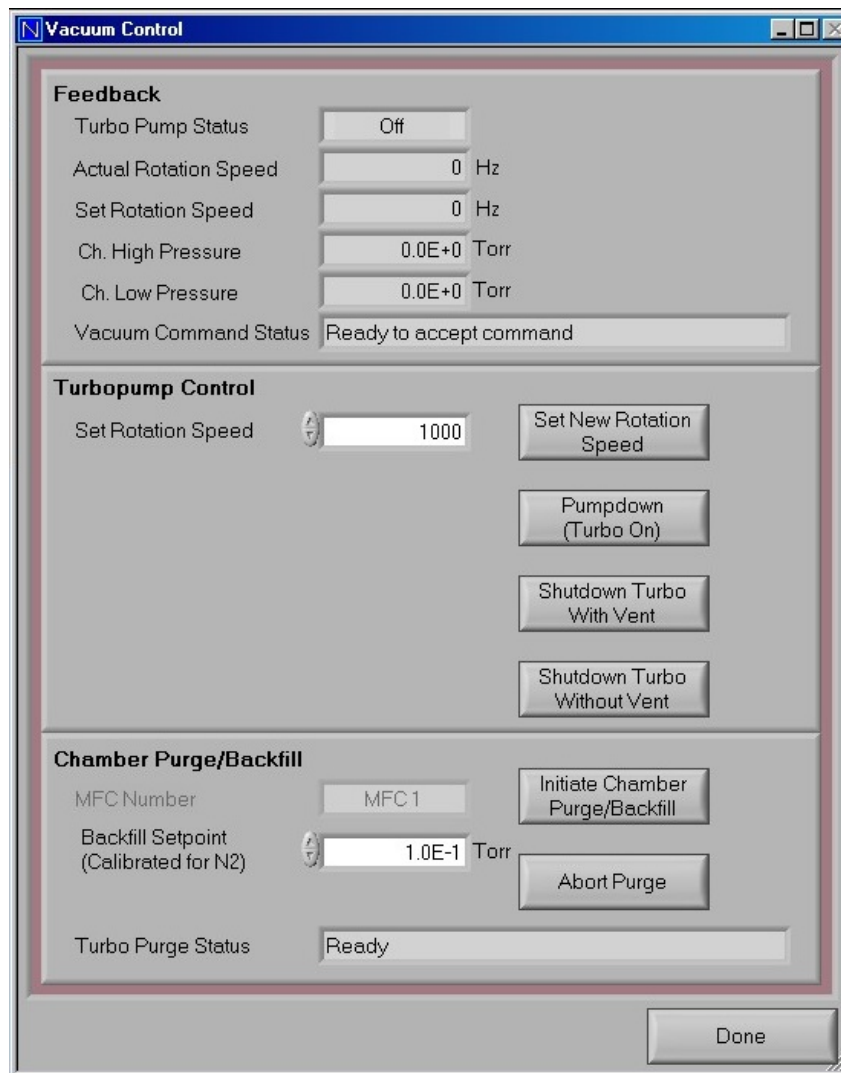 N Vacuum Control
Feedback
Turbo Pump Status Off
Actual Rotation Speed 0 Hz
Set Rotation Speed 0 Hz
Ch. High Pressure 0.0E+0 Torr
Ch. Low Pressure 0.0E+0 Torr
Vacuum Command Status Ready to accept command
Turbopump Control
Set Rotation Speed 1000
Set New Rotation
Speed
Pumpdown
(Turbo On)
Shutdown Turbo
With Vent
Shutdown Turbo
Without Vent
Chamber Purge/Backfill
MFC Number MFC 1
Initiate Chamber
Purge/Backfill
Backfill Setpoint
(Calibrated for N2) 1.0E-1 Torr
Abort Purge
Turbo Purge Status Ready
Done